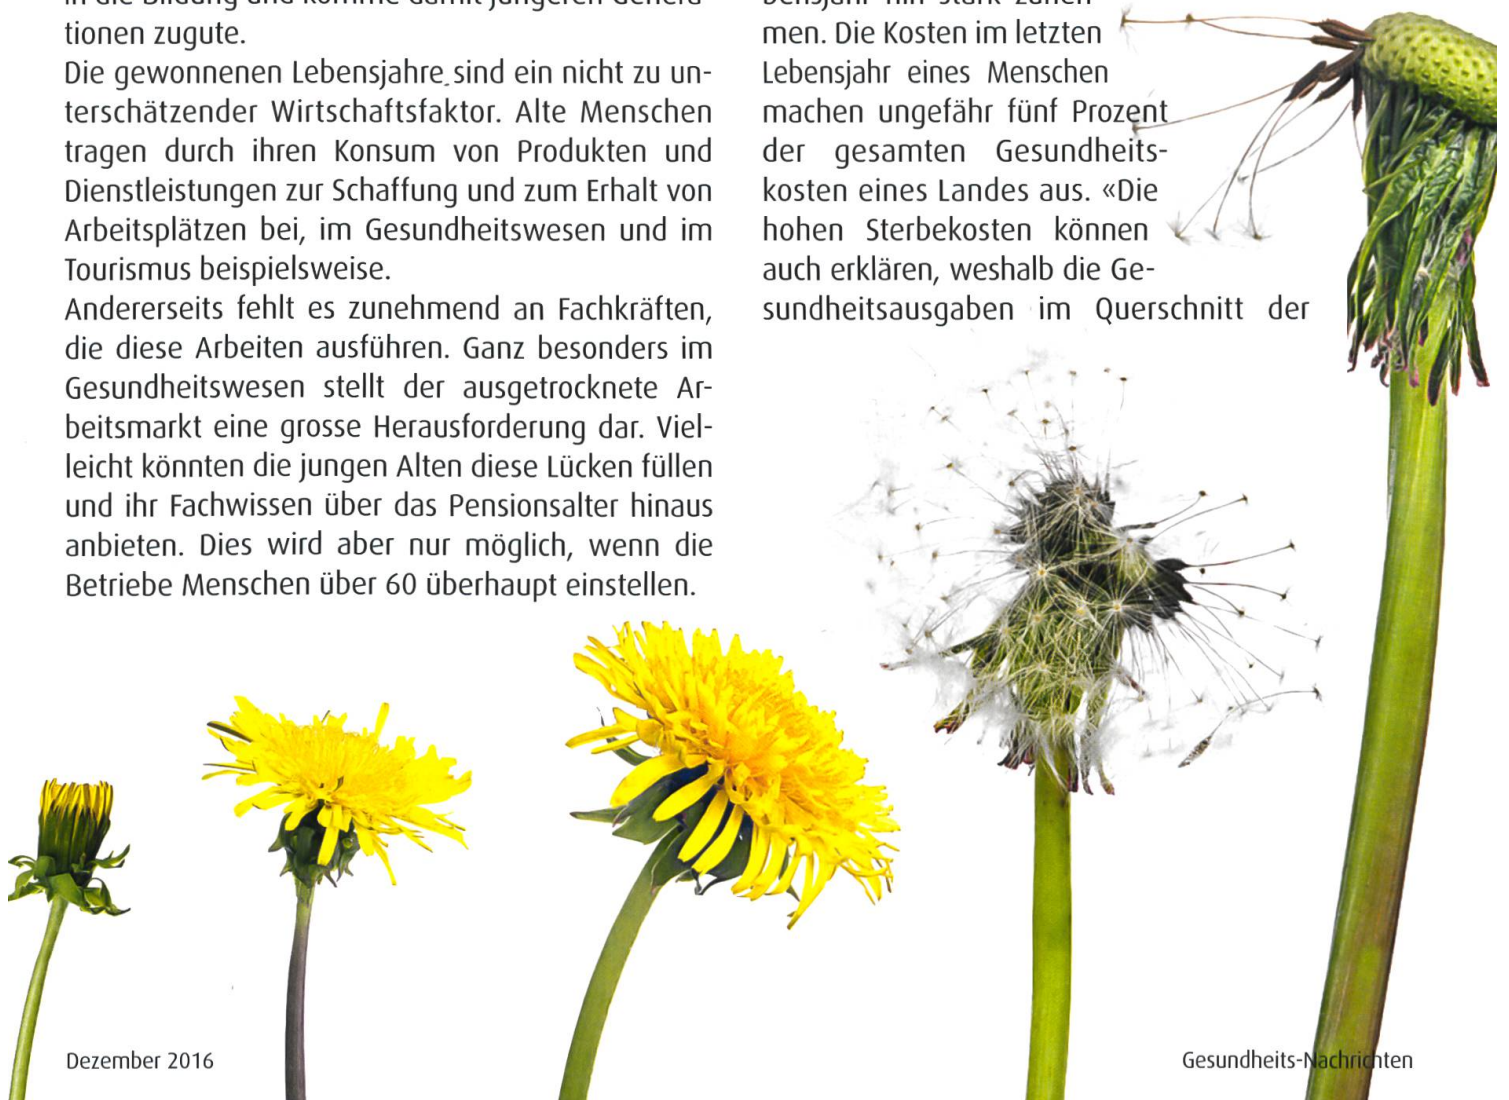 tionen zugute.
Die gewonnenen Lebensjahre sind ein nicht zu un-
terschätzender Wirtschaftsfaktor. Alte Menschen
tragen durch ihren Konsum von Produkten und
Dienstleistungen zur Schaffung und zum Erhalt von
Arbeitsplätzen bei, im Gesundheitswesen und im
Tourismus beispielsweise.
Andererseits fehlt es zunehmend an Fachkräften,
die diese Arbeiten ausführen. Ganz besonders im
Gesundheitswesen stellt der ausgetrocknete Ar-
beitsmarkt eine grosse Herausforderung dar. Viel-
leicht könnten die jungen Alten diese Lücken füllen
und ihr Fachwissen über das Pensionsalter hinaus
anbieten. Dies wird aber nur möglich, wenn die
Betriebe Menschen über 60 überhaupt einstellen.
men. Die Kosten im letzten
Lebensjahr eines Menschen
machen ungefähr fünf Prozent
der gesamten Gesundheits-
kosten eines Landes aus. «Die
hohen Sterbekosten können
auch erklären, weshalb die Ge-
sundheitsausgaben im Querschnitt der
Dezember 2016
Gesundheits-Nachrichten